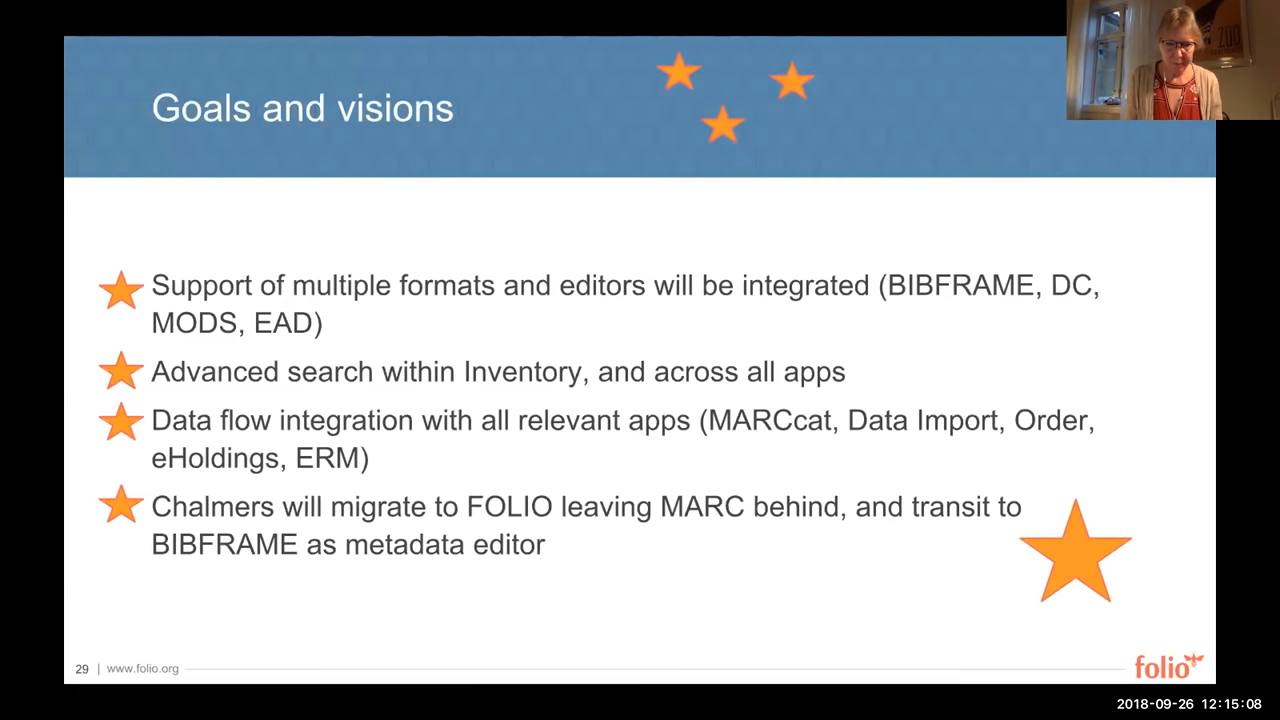 Goals and visions
Support of multiple formats and editors will be integrated (BIBFRAME, DC,
MODS, EAD)
Advanced search within Inventory, and across all apps
Data flow integration with all relevant apps (MARCcat, Data Import, Order,
eHoldings, ERM)
Chalmers will migrate to FOLIO leaving MARC behind, and transit to
BIBFRAME as metadata editor
29 | www.folio.org
folio
2018-09-26 12:15:08